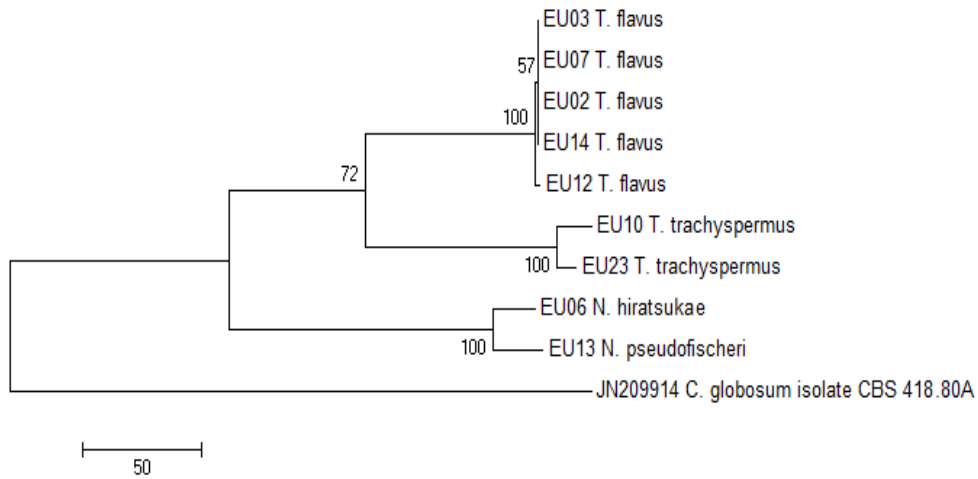 EU03 T. flavus
EU07 T. flavus
57
EU02 T. flavus
100
EU14 T. flavus
72
EU12 T. flavus
EU10 T. trachyspermus
100
EU23 T. trachyspermus
EU06 N. hiratsukae
100
EU13 N. pseudofischeri
JN209914 C. globosum isolate CBS 418.80A
50